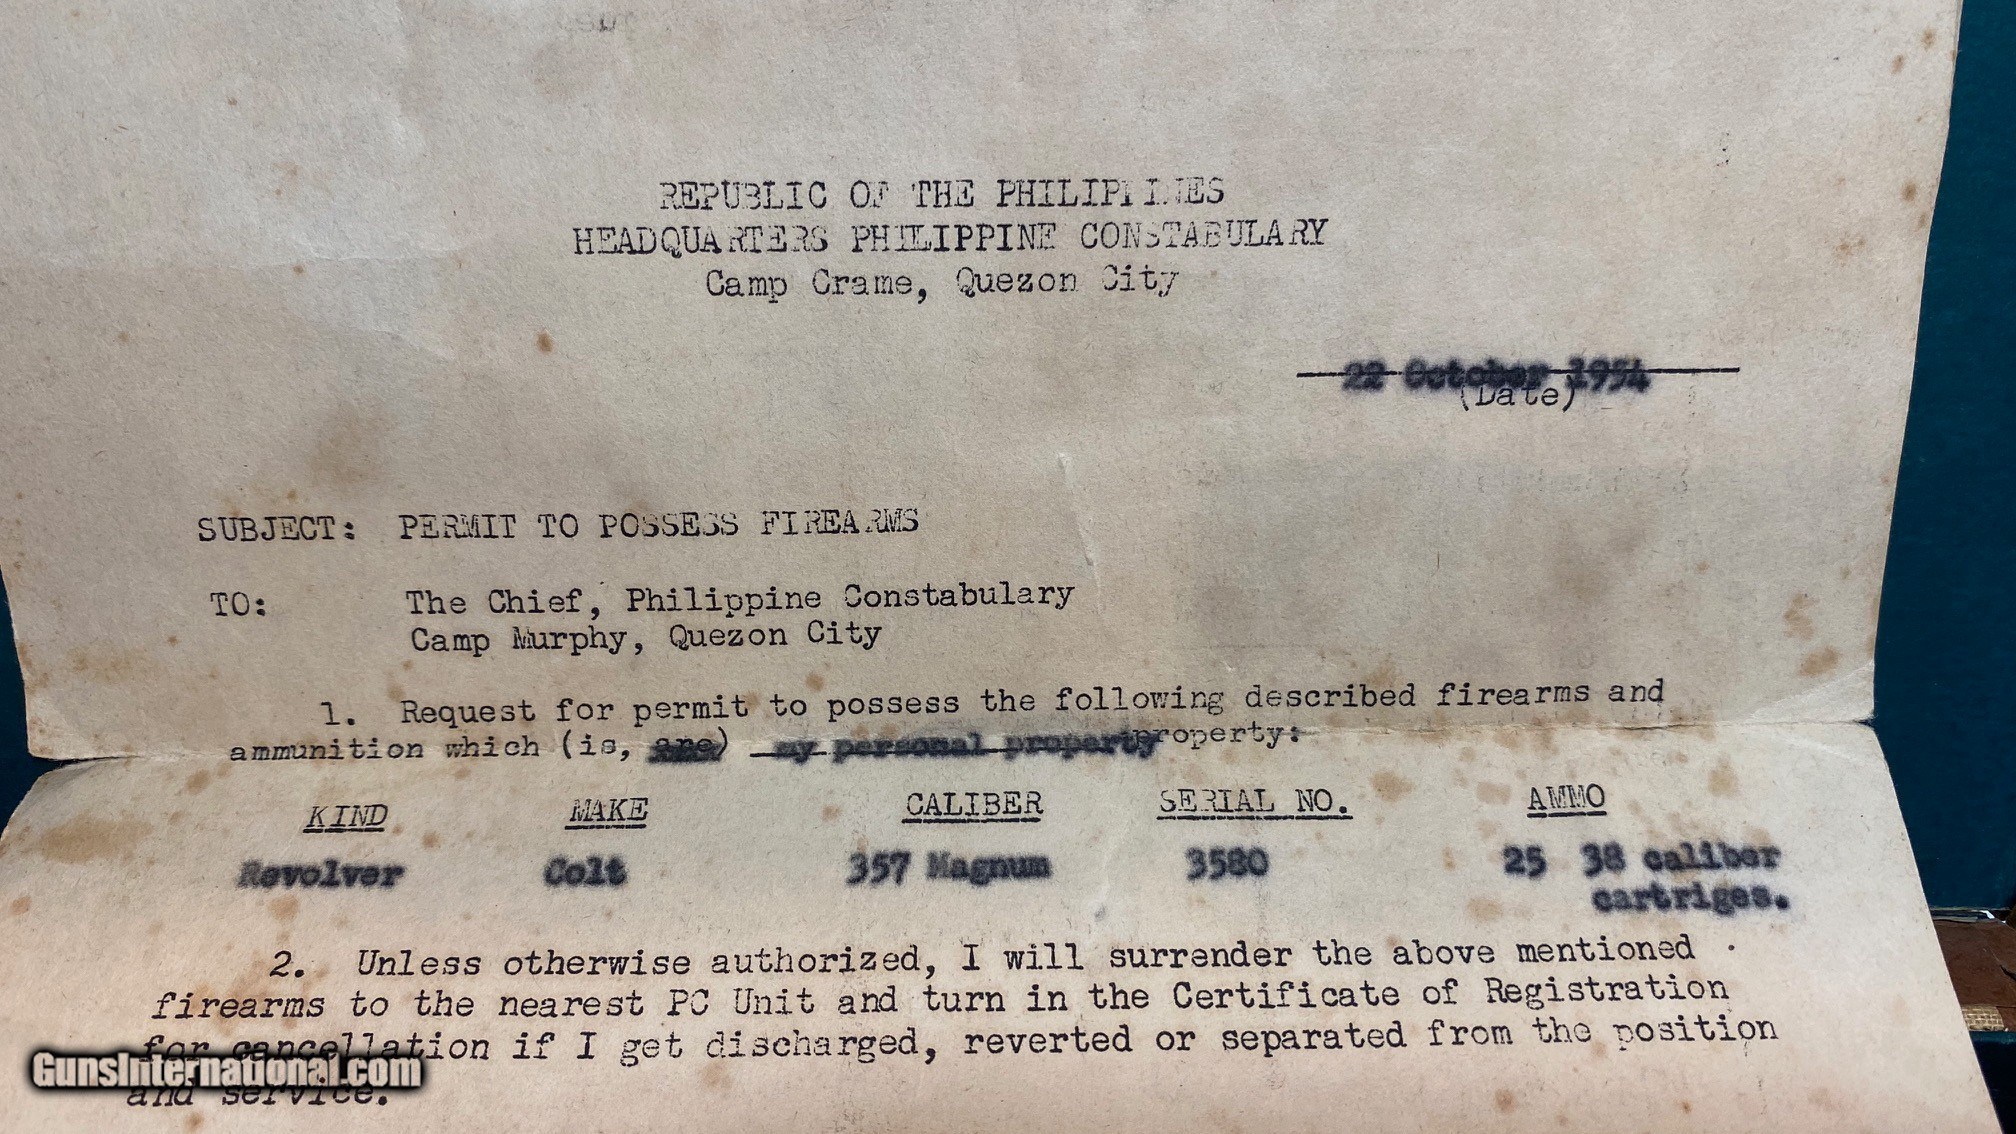 REPUBLIC OF THE PHILIPPINES
HEADQUARTERS PHILIPPINE CONSTABULARY
Camp Crame, Quezon City
22 October 1954
(Date)
SUBJECT: PERMIT TO POSSESS FIREARMS
TO: The Chief, Philippine Constabulary
Camp Murphy, Quezon City
1. Request for permit to possess the following described firearms and
ammunition which (is, are) my personal property property:
KIND MAKE CALIBER SERIAL NO. AMMO
Revolver Colt 357 Magnum 3580 25 38 caliber
cartriges.
2. Unless otherwise authorized, I will surrender the above mentioned
firearms to the nearest PC Unit and turn in the Certificate of Registration
for cancellation if I get discharged, reverted or separated from the position
and service.
GunsInternational.com